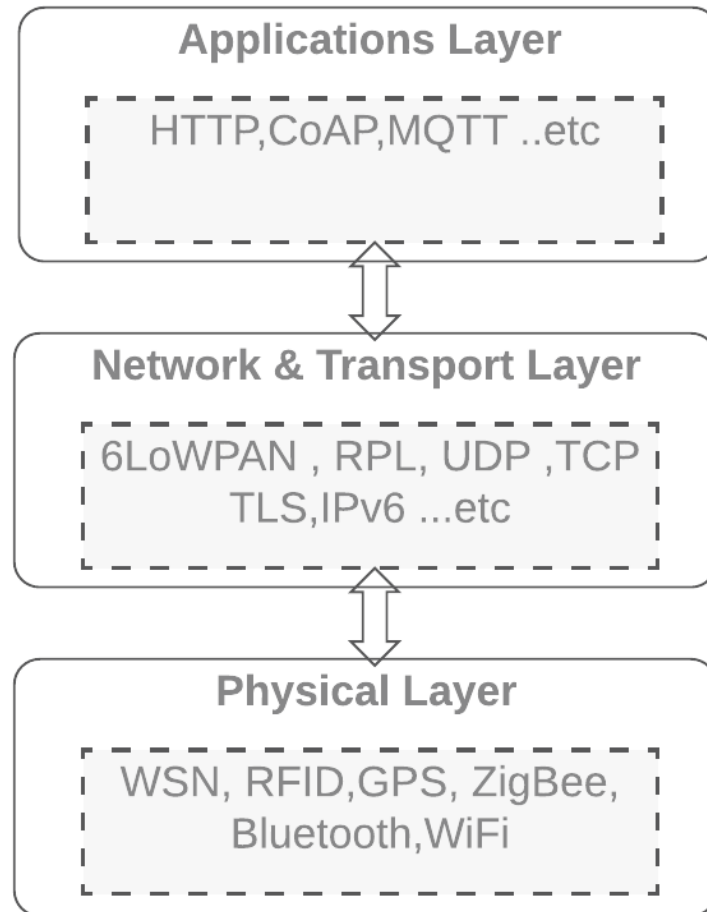 Applications Layer
HTTP,CoAP,MQTT ..etc
Network & Transport Layer
6LoWPAN , RPL, UDP ,TCP
TLS,IPv6 ...etc
Physical Layer
WSN, RFID,GPS, ZigBee,
Bluetooth,WiFi